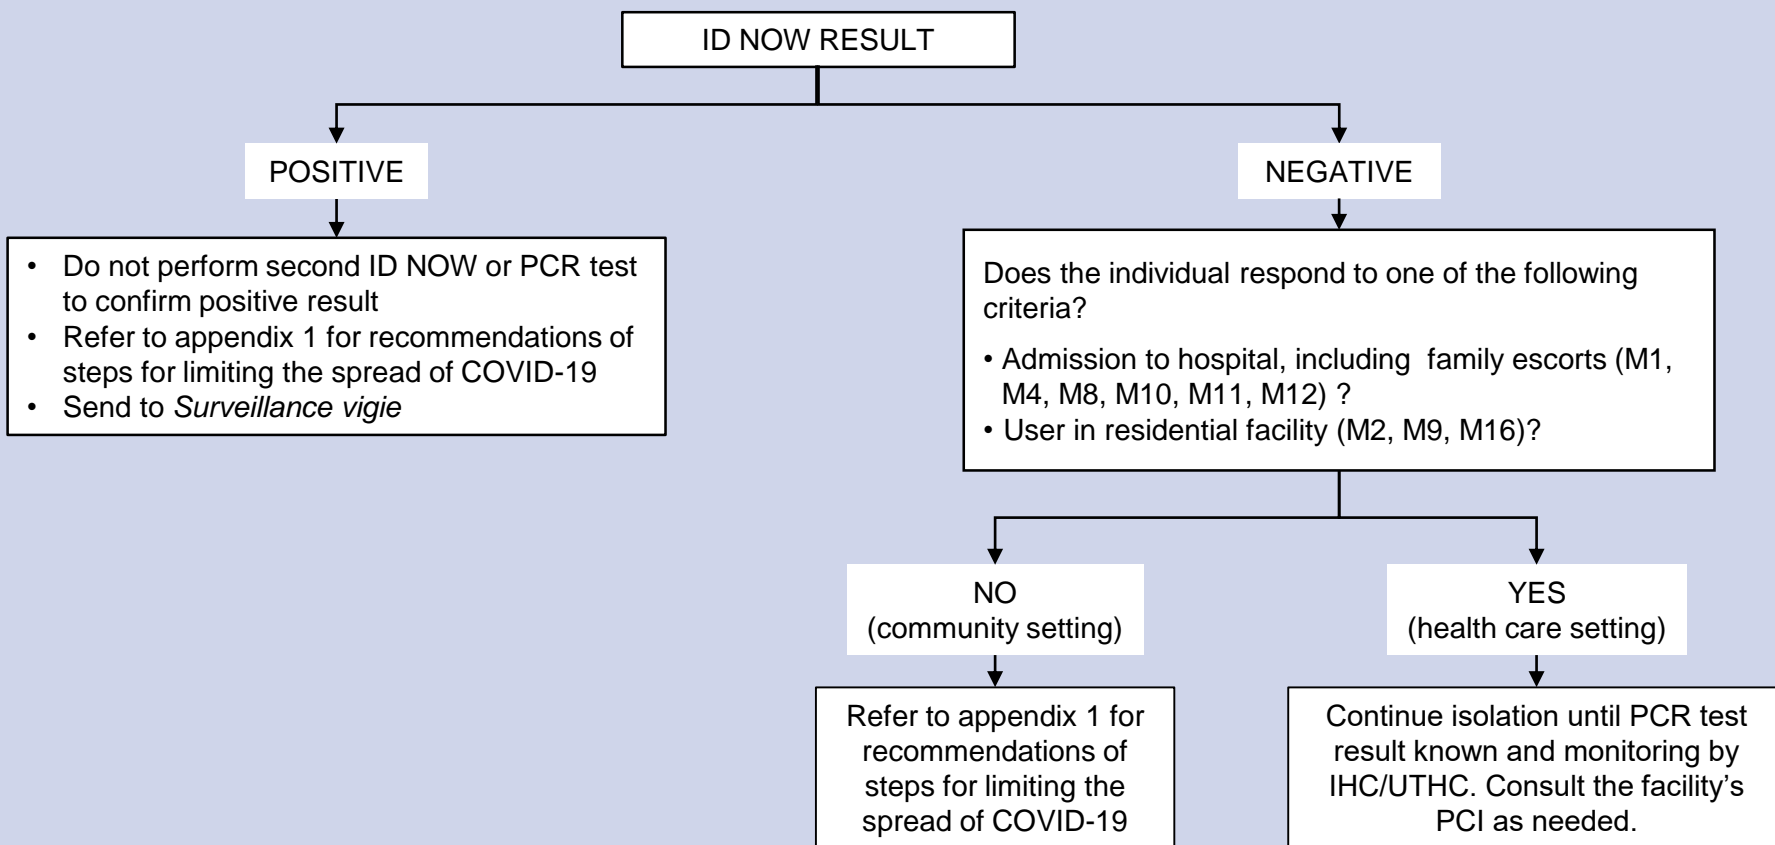 ID NOW RESULT
POSITIVE
NEGATIVE
• Do not perform second ID NOW or PCR test
to confirm positive result
• Refer to appendix 1 for recommendations of
steps for limiting the spread of COVID-19
• Send to Surveillance vigie
Does the individual respond to one of the following
criteria?
• Admission to hospital, including family escorts (M1,
M4, M8, M10, M11, M12) ?
• User in residential facility (M2, M9, M16)?
NO
(community setting)
YES
(health care setting)
Refer to appendix 1 for
recommendations of
steps for limiting the
spread of COVID-19
Continue isolation until PCR test
result known and monitoring by
IHC/UTHC. Consult the facility’s
PCI as needed.